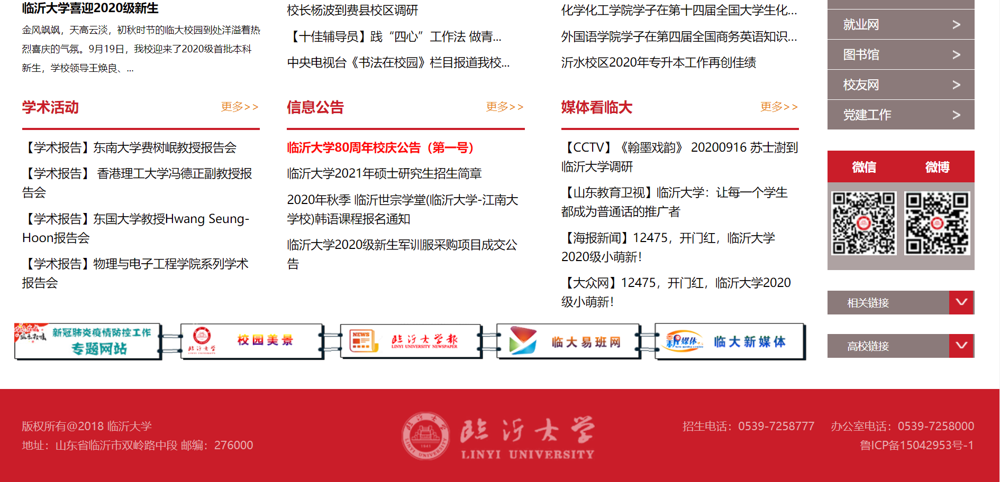 临沂大学喜迎2020级新生
金风飒飒，天高云淡，初秋时节的临大校园到处洋溢着热
烈喜庆的气氛。9月19日，我校迎来了2020级首批本科
新生，学校领导王焕良、...
校长杨波到费县校区调研
【十佳辅导员】践“四心”工作法 做青...
中央电视台《书法在校园》栏目报道我校...
化学化工学院学子在第十四届全国大学生化...
外国语学院学子在第四届全国商务英语知识...
沂水校区2020年专升本工作再创佳绩
就业网 >
图书馆 >
校友网 >
党建工作 >
学术活动 更多>>
【学术报告】东南大学费树岷教授报告会
【学术报告】 香港理工大学冯德正副教授报
告会
【学术报告】东国大学教授Hwang Seung-
Hoon报告会
【学术报告】物理与电子工程学院系列学术
报告会
信息公告 更多>>
临沂大学80周年校庆公告（第一号）
临沂大学2021年硕士研究生招生简章
2020年秋季 临沂世宗学堂(临沂大学-江南大
学校)韩语课程报名通知
临沂大学2020级新生军训服采购项目成交公
告
媒体看临大 更多>>
【CCTV】《翰墨戏韵》 20200916 苏士澍到
临沂大学调研
【山东教育卫视】临沂大学：让每一个学生
都成为普通话的推广者
【海报新闻】12475，开门红，临沂大学
2020级小萌新！
【大众网】12475，开门红，临沂大学2020
级小萌新！
微信 微博
相关链接
高校链接
新冠肺炎疫情防控工作
专题网站
临沂大学
LINYI UNIVERSITY
校园美景
NEWS
临沂大学报
LINYI UNIVERSITY NEWSPAPER
临大易班网
新媒体
New media center
临大新媒体
版权所有@2018 临沂大学
地址：山东省临沂市双岭路中段 邮编：276000
临沂大学
LINYI UNIVERSITY
1941
LINYI UNIVERSITY
招生电话：0539-7258777 办公室电话：0539-7258000
鲁ICP备15042953号-1